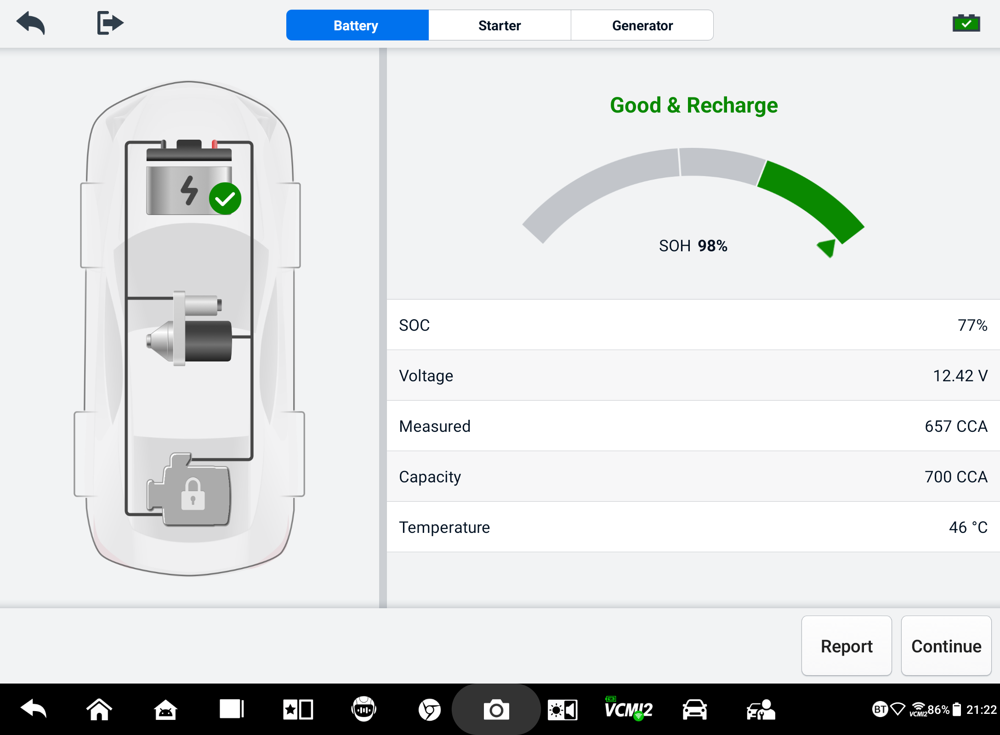 Battery
Starter
Generator
Good & Recharge
SOH 98%
SOC 77%
Voltage 12.42 V
Measured 657 CCA
Capacity 700 CCA
Temperature 46 °C
Report
Continue
VCMI2
BT
VCMI2
86%
21:22